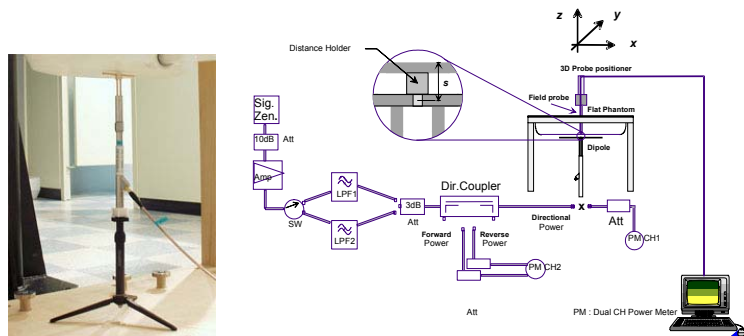 z
y
x
Distance Holder
s
3D Probe positioner
Field probe
Flat Phantom
Dipole
Sig.
Zen.
10dB
Att
Amp
SW
LPF1
LPF2
3dB
Att
Dir.Coupler
Forward
Power
Reverse
Power
Directional
Power
x
Att
PM CH1
PM CH2
Att
PM : Dual CH Power Meter